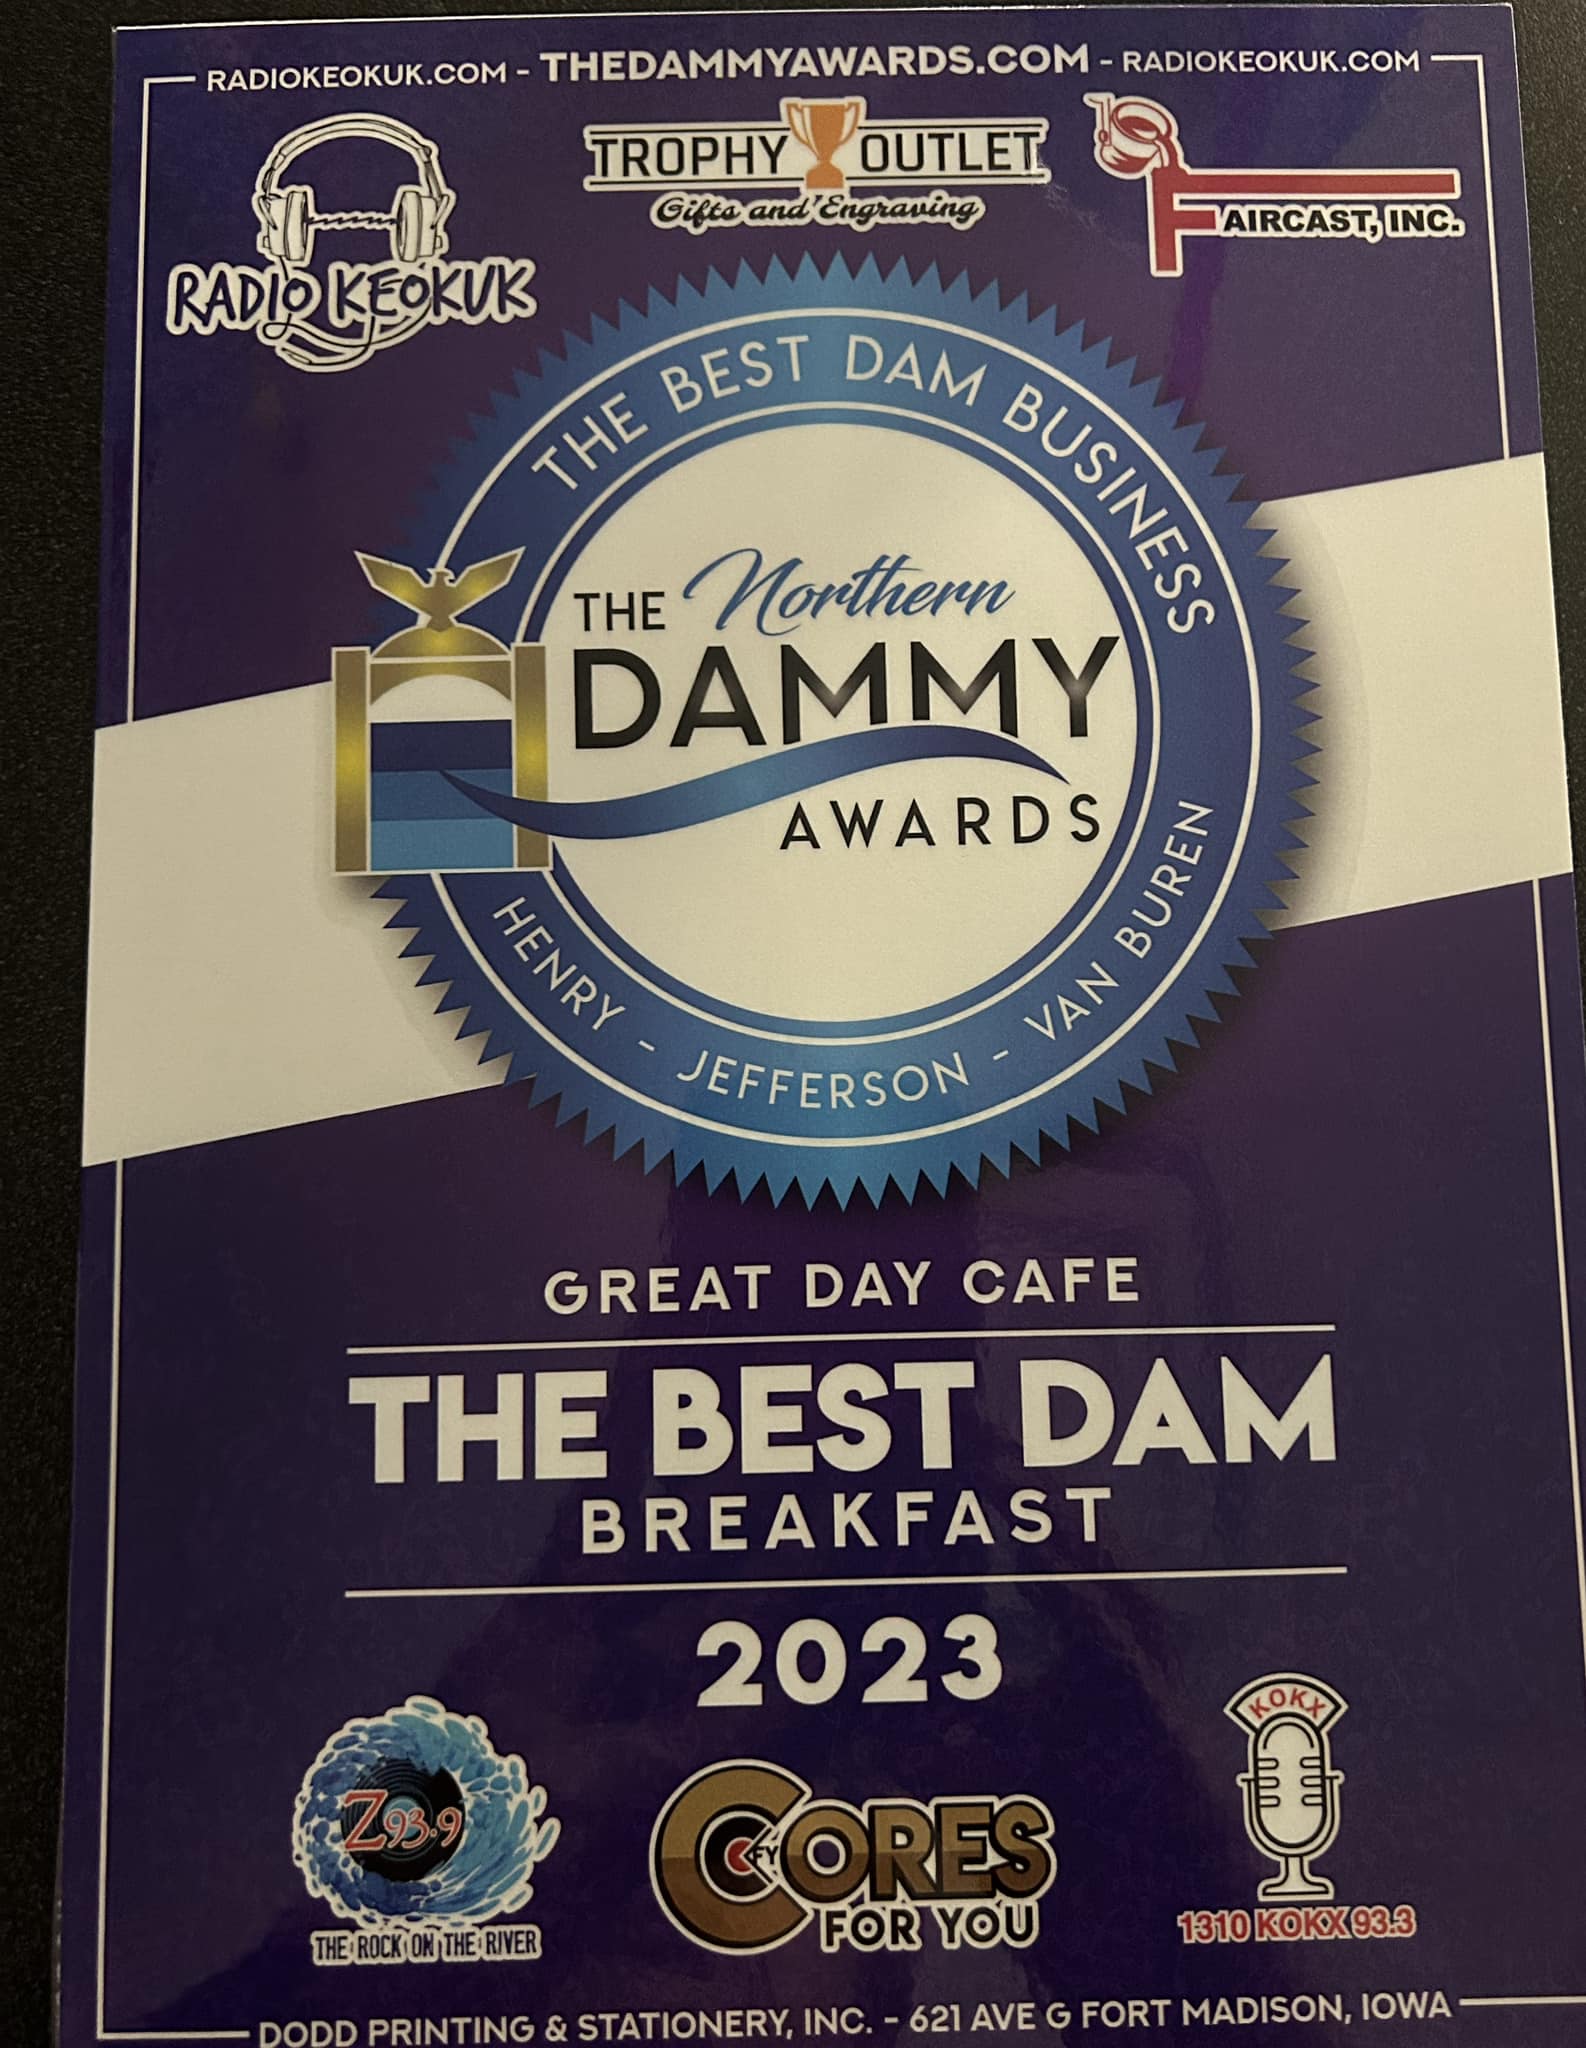 RADIOKEOKUK.COM - THEDAMMYAWARDS.COM - RADIOKEOKUK.COM
RADIO KEOKUK
TROPHY OUTLET
Gifts and Engraving
FAIRCAST, INC.
THE BEST DAM BUSINESS
THE Northern
DAMMY
AWARDS
HENRY - JEFFERSON - VAN BUREN
GREAT DAY CAFE
THE BEST DAM
BREAKFAST
2023
Z93.9
THE ROCK ON THE RIVER
CFY
CORES
FOR YOU
KOKX
1310 KOKX 93.3
DODD PRINTING & STATIONERY, INC. - 621 AVE G FORT MADISON, IOWA